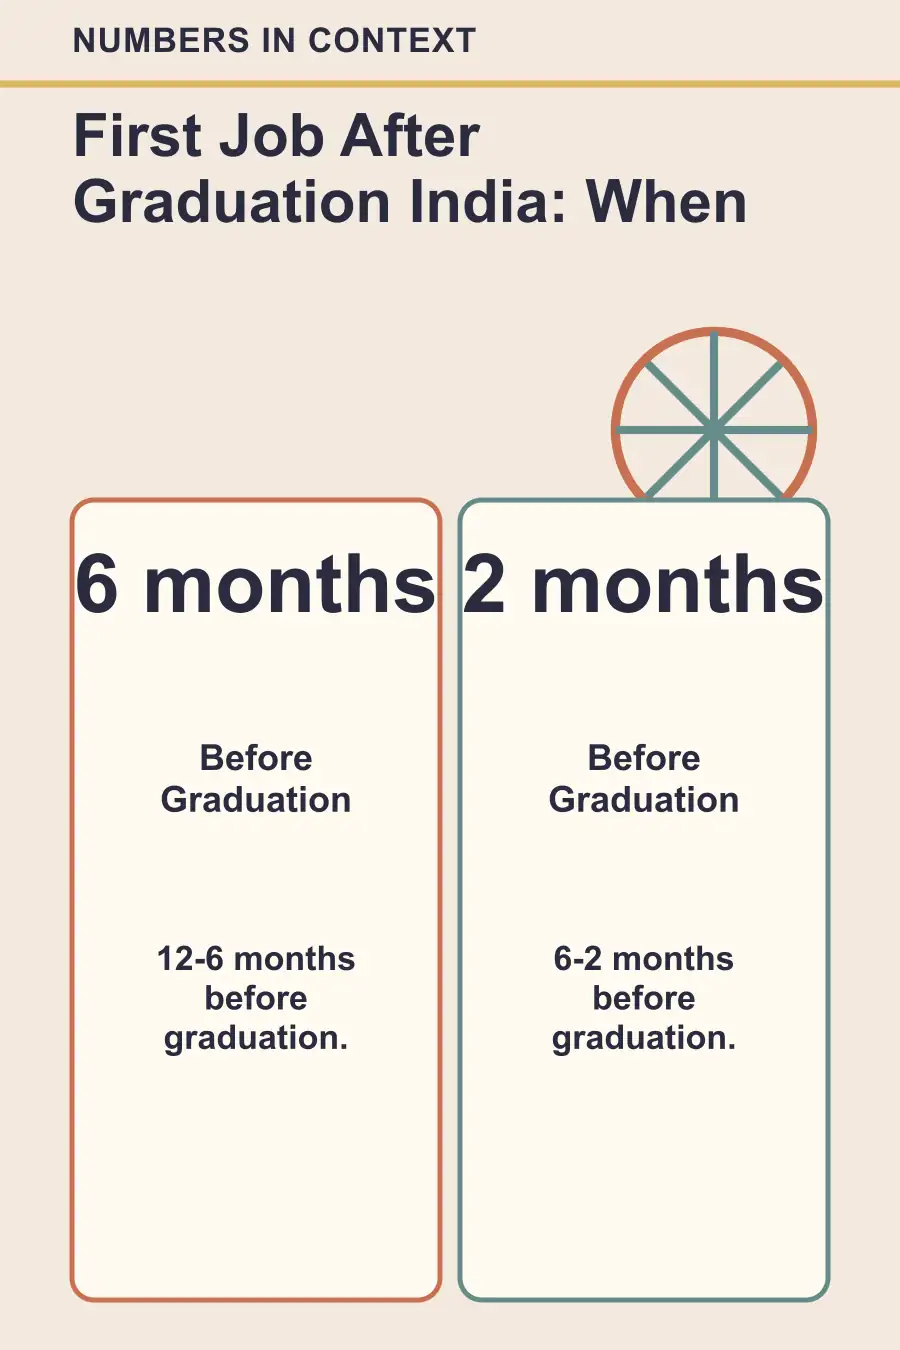 NUMBERS IN CONTEXT
First Job After
Graduation India: When
6 months
Before
Graduation
12-6 months
before
graduation.
2 months
Before
Graduation
6-2 months
before
graduation.